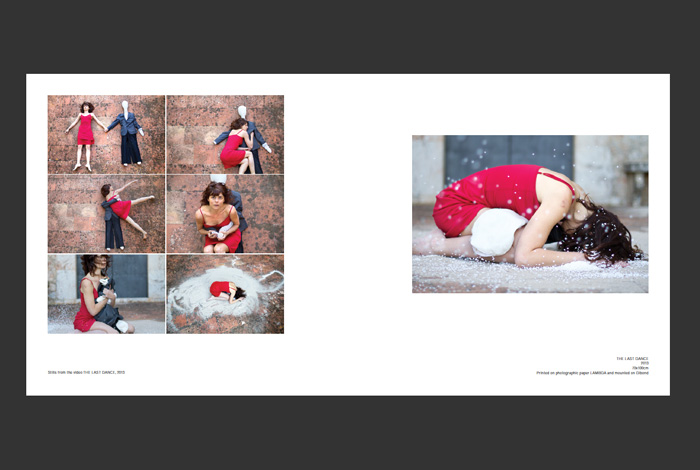 Stills from the video THE LAST DANCE, 2013
THE LAST DANCE
2013
70x100cm
Printed on photographic paper LAMBDA and mounted on Dibond